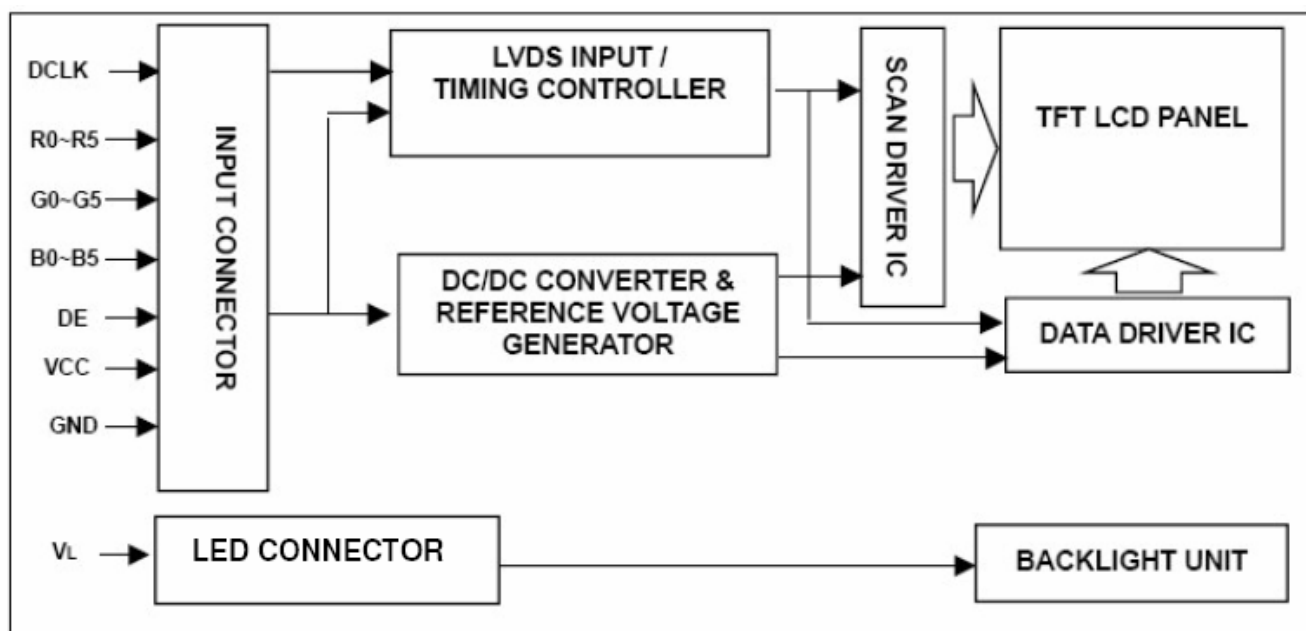 DCLK
R0~R5
G0~G5
B0~B5
DE
VCC
GND
INPUT CONNECTOR
LVDS INPUT /
TIMING CONTROLLER
DC/DC CONVERTER &
REFERENCE VOLTAGE
GENERATOR
SCAN DRIVER IC
TFT LCD PANEL
DATA DRIVER IC
VL
LED CONNECTOR
BACKLIGHT UNIT